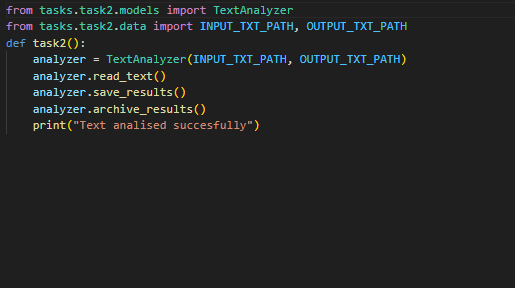 from tasks.task2.models import TextAnalyzer
from tasks.task2.data import INPUT_TXT_PATH, OUTPUT_TXT_PATH
def task2():
    analyzer = TextAnalyzer(INPUT_TXT_PATH, OUTPUT_TXT_PATH)
    analyzer.read_text()
    analyzer.save_results()
    analyzer.archive_results()
    print("Text analised succesfully")